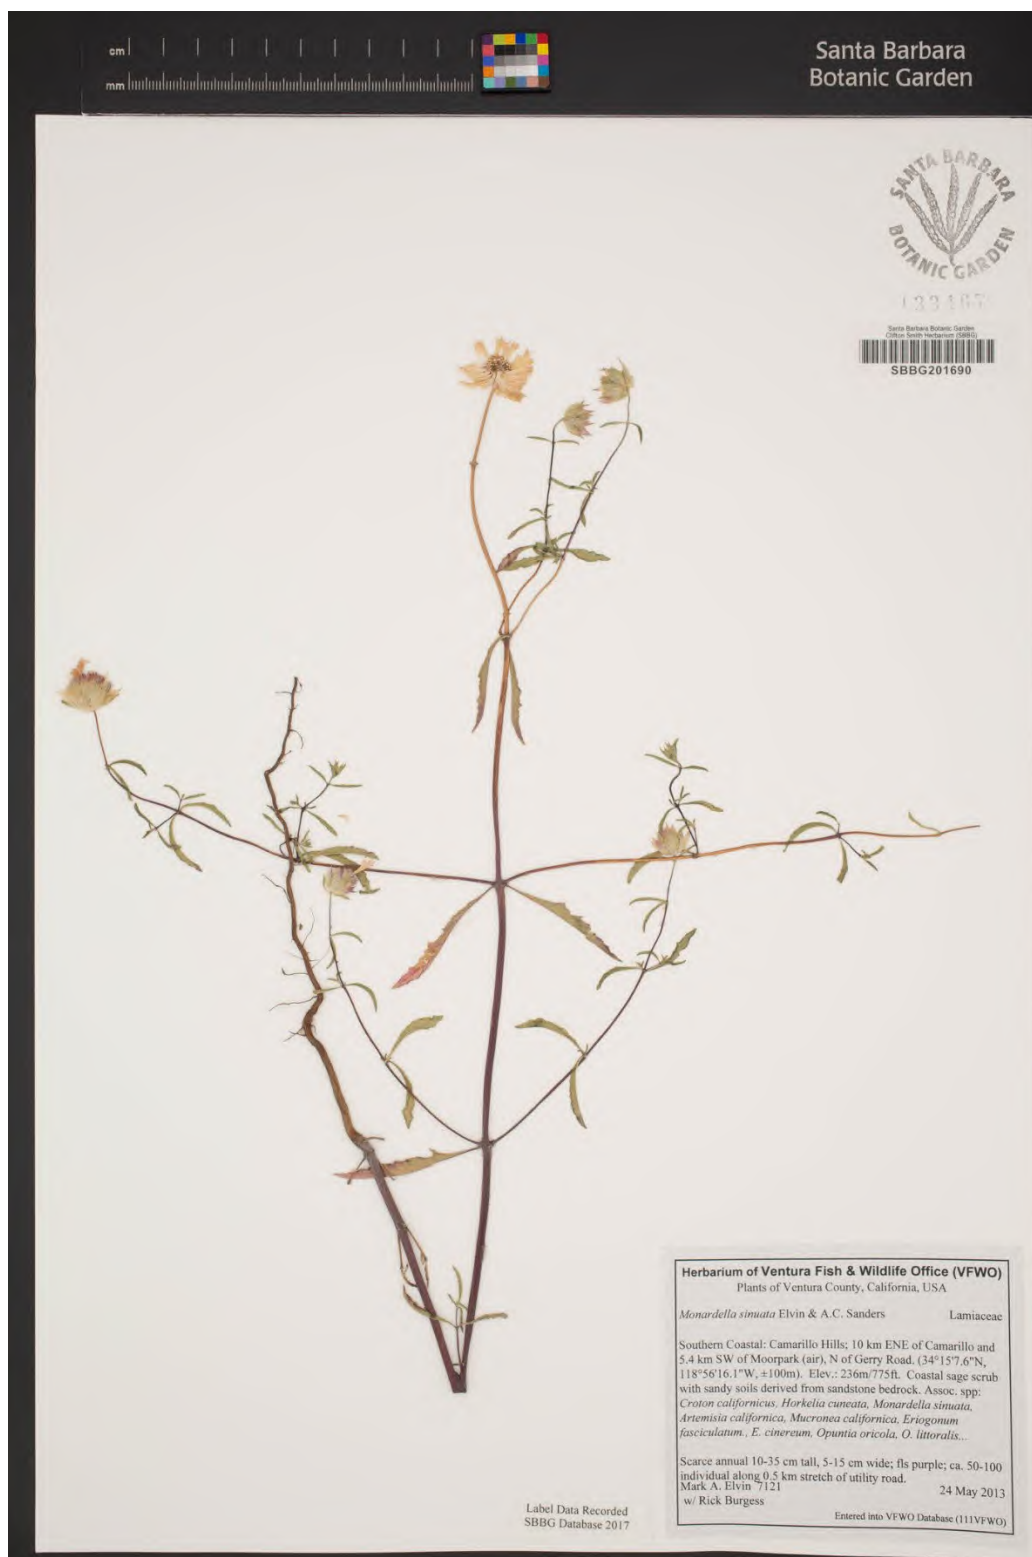 cm
mm
Santa Barbara
Botanic Garden
SANTA BARBARA
BOTANIC GARDEN
Santa Barbara Botanic Garden
Clifton Smith Herbarium (SBBG)
SBBG201690
Herbarium of Ventura Fish & Wildlife Office (VFWO)
Plants of Ventura County, California, USA
Monardella sinuata Elvin & A.C. Sanders Lamiaceae
Southern Coastal: Camarillo Hills; 10 km ENE of Camarillo and
5.4 km SW of Moorpark (air), N of Gerry Road. (34°15'7.6"N,
118°56'16.1"W, ±100m). Elev.: 236m/775ft. Coastal sage scrub
with sandy soils derived from sandstone bedrock. Assoc. spp:
Croton californicus, Horkelia cuneata, Monardella sinuata,
Artemisia californica, Mucronea californica, Eriogonum
fasciculatum., E. cinereum, Opuntia oricola, O. littoralis...
Scarce annual 10-35 cm tall, 5-15 cm wide; fls purple; ca. 50-100
individual along 0.5 km stretch of utility road.
Mark A. Elvin 7121 24 May 2013
w/ Rick Burgess
Entered into VFWO Database (111VFWO)
Label Data Recorded
SBBG Database 2017